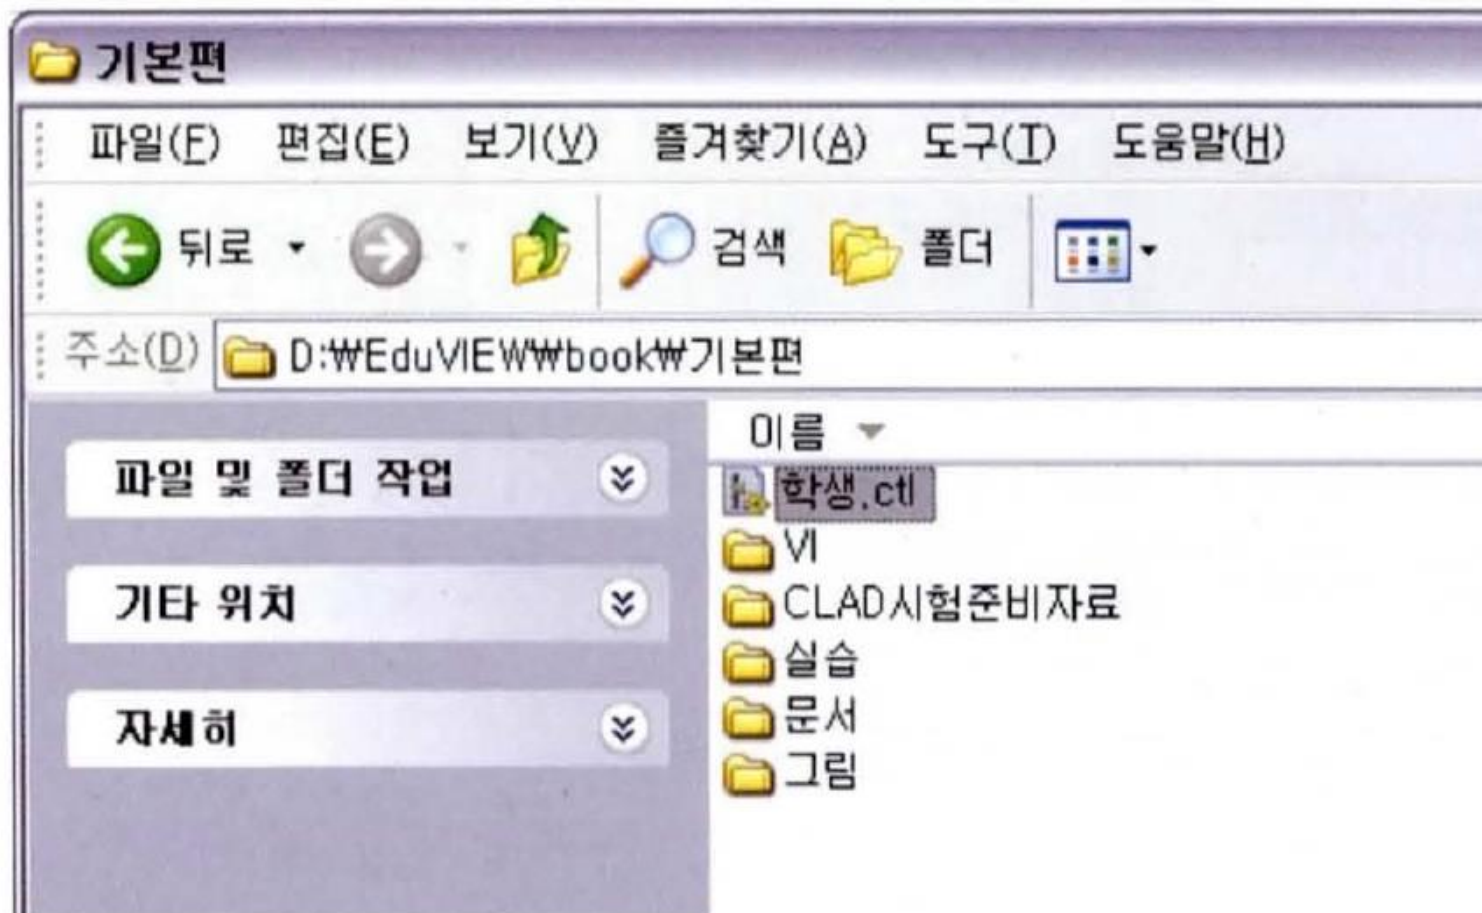 기본편
파일(F) 편집(E) 보기(V) 즐겨찾기(A) 도구(T) 도움말(H)
뒤로 검색 폴더
주소(D) D:₩EduVIEW₩book₩기본편
이름
파일 및 폴더 작업
학생.ctl
VI
기타 위치
CLAD시험준비자료
실습
자세히
문서
그림